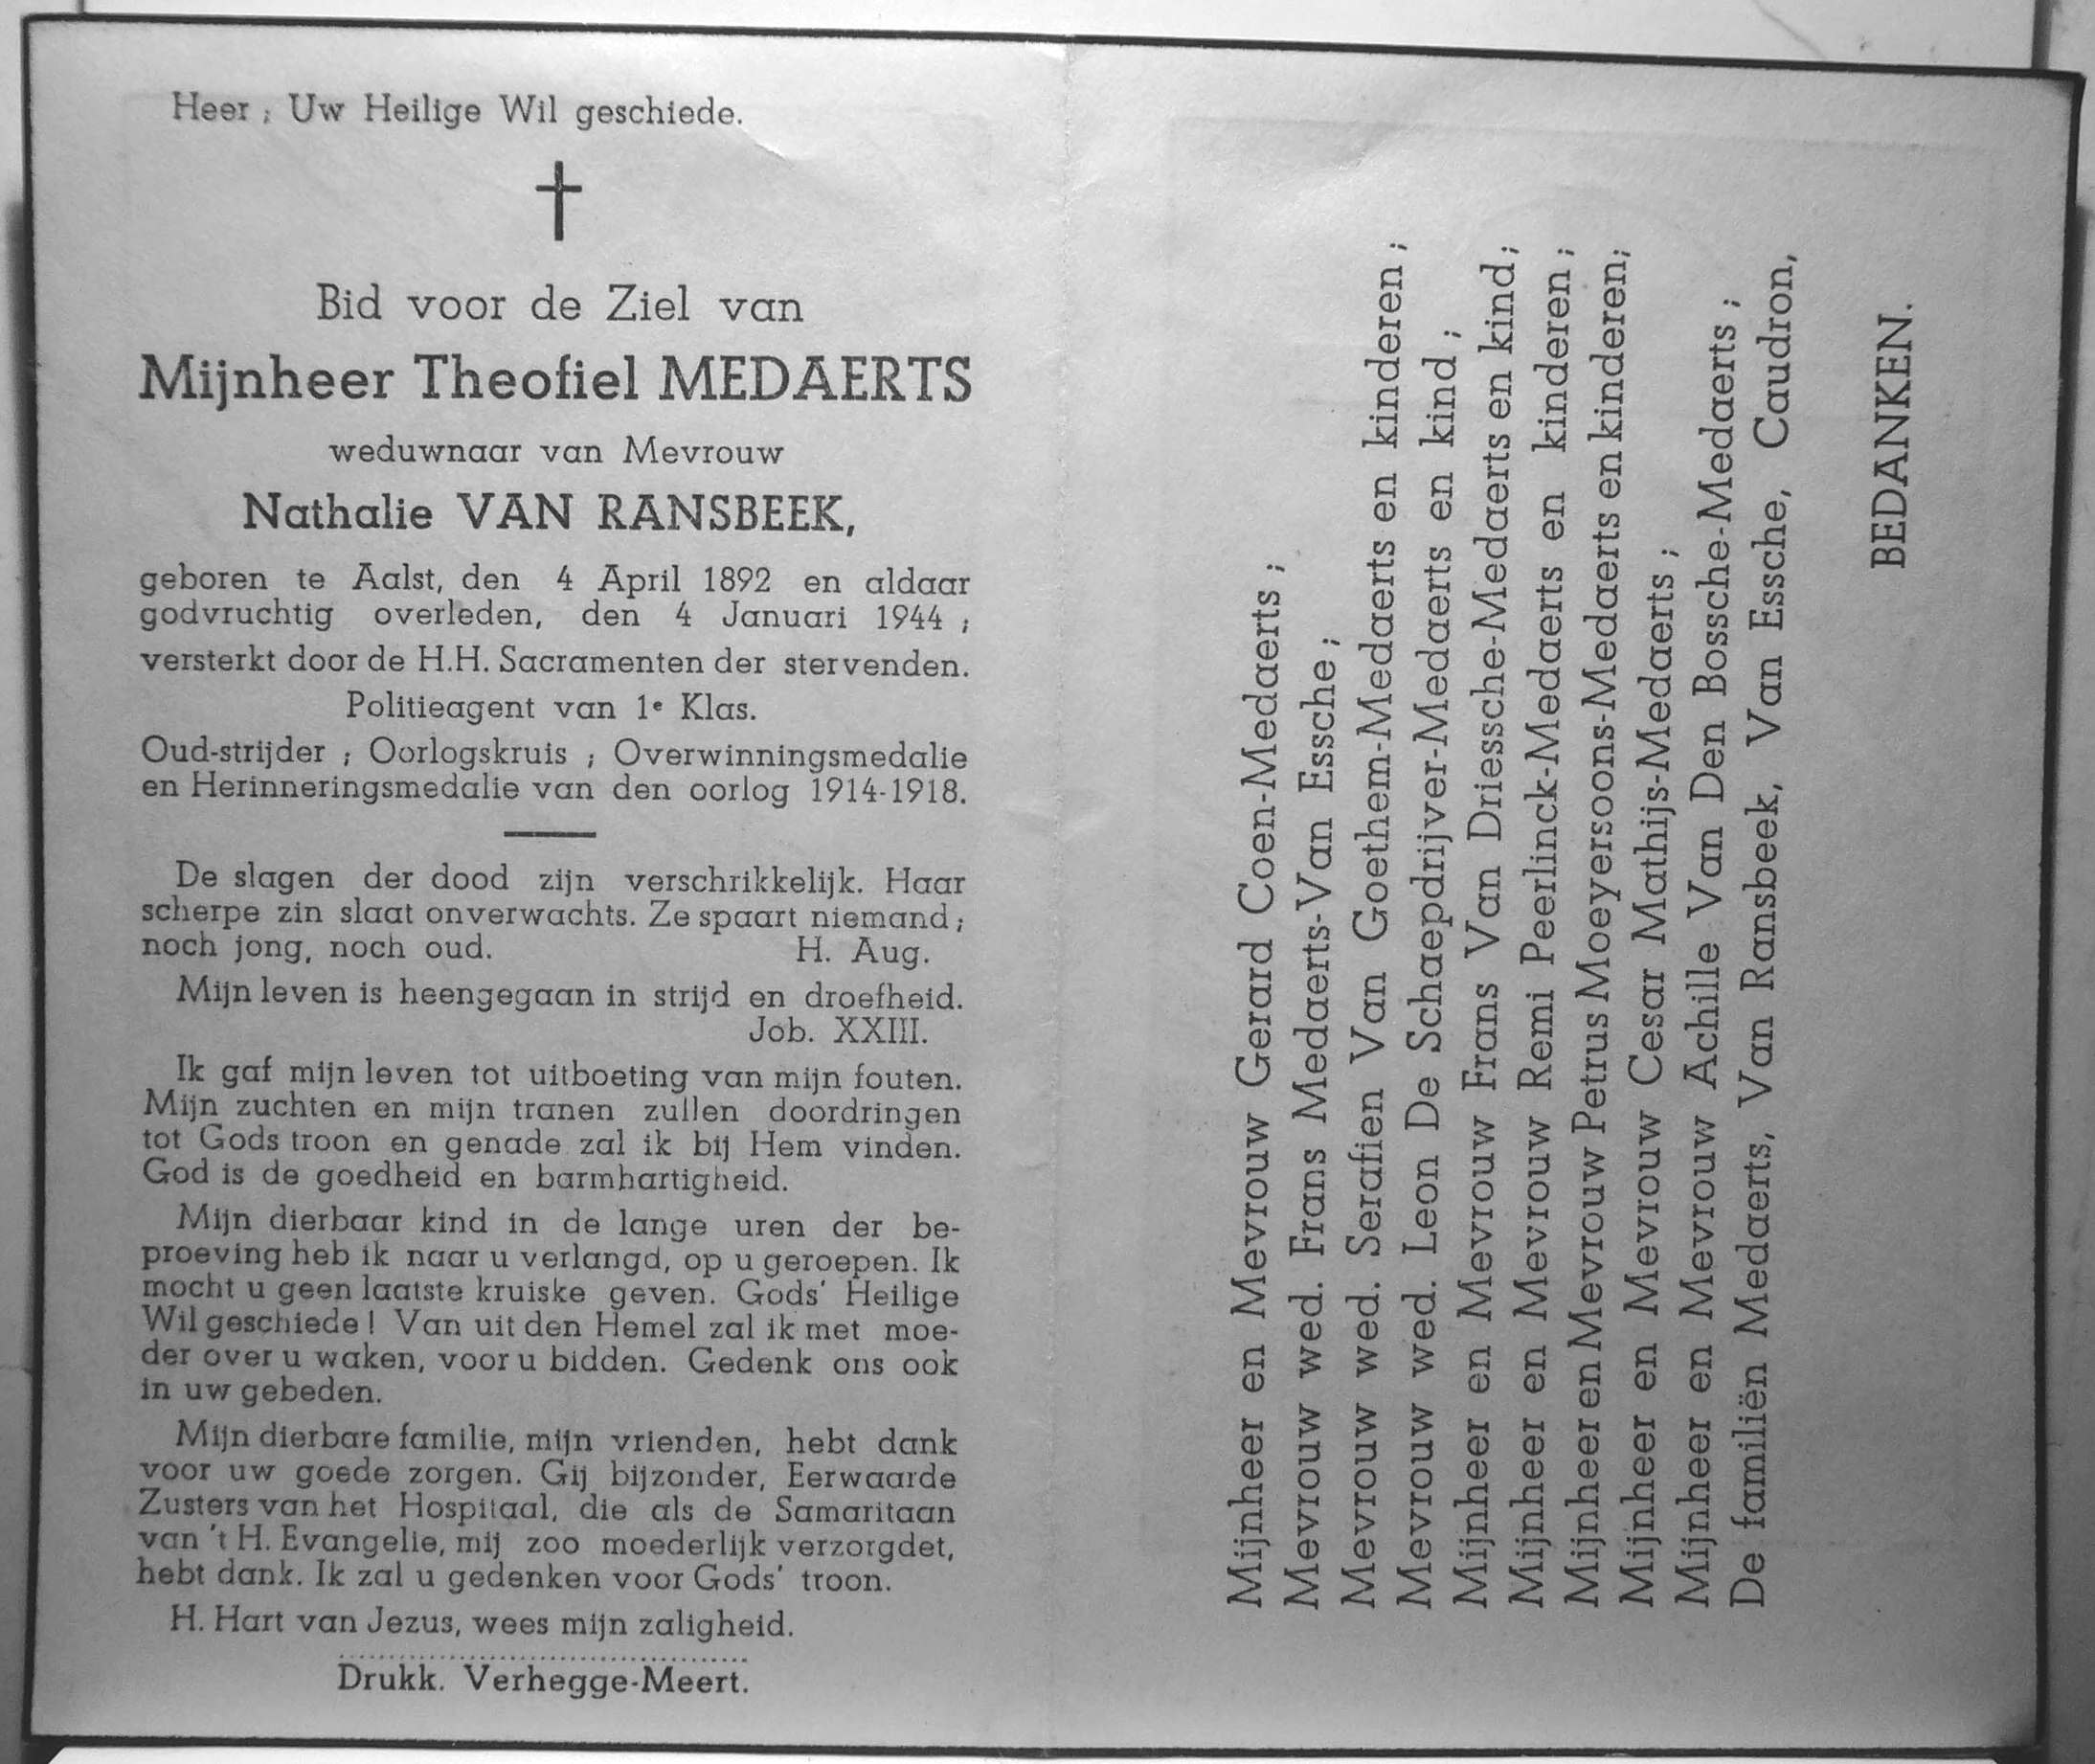 Heer ; Uw Heilige Wil geschiede.
Bid voor de Ziel van
Mijnheer Theofiel MEDAERTS
weduwnaar van Mevrouw
Nathalie VAN RANSBEEK,
geboren te Aalst, den 4 April 1892 en aldaar
godvruchtig overleden, den 4 Januari 1944 ;
versterkt door de H.H. Sacramenten der stervenden.
Politieagent van 1e Klas.
Oud-strijder ; Oorlogskruis ; Overwinningsmedalie
en Herinneringsmedalie van den oorlog 1914-1918.
De slagen der dood zijn verschrikkelijk. Haar
scherpe zin slaat onverwachts. Ze spaart niemand ;
noch jong, noch oud. H. Aug.
Mijn leven is heengegaan in strijd en droefheid.
Job. XXIII.
Ik gaf mijn leven tot uitboeting van mijn fouten.
Mijn zuchten en mijn tranen zullen doordringen
tot Gods troon en genade zal ik bij Hem vinden.
God is de goedheid en barmhartigheid.
Mijn dierbaar kind in de lange uren der be-
proeving heb ik naar u verlangd, op u geroepen. Ik
mocht u geen laatste kruiske geven. Gods' Heilige
Wil geschiede ! Van uit den Hemel zal ik met moe-
der over u waken, voor u bidden. Gedenk ons ook
in uw gebeden.
Mijn dierbare familie, mijn vrienden, hebt dank
voor uw goede zorgen. Gij bijzonder, Eerwaarde
Zusters van het Hospitaal, die als de Samaritaan
van 't H. Evangelie, mij zoo moederlijk verzorgdet,
hebt dank. Ik zal u gedenken voor Gods' troon.
H. Hart van Jezus, wees mijn zaligheid.
Drukk. Verhegge-Meert.
Mijnheer en Mevrouw Gerard Coen-Medaerts ;
Mevrouw wed. Frans Medaerts-Van Essche ;
Mevrouw wed. Serafien Van Goethem-Medaerts en kinderen ;
Mevrouw wed. Leon De Schaepdrijver-Medaerts en kind ;
Mijnheer en Mevrouw Frans Van Driessche-Medaerts en kind ;
Mijnheer en Mevrouw Remi Peerlinck-Medaerts en kinderen ;
Mijnheer en Mevrouw Petrus Moeyersoons-Medaerts en kinderen;
Mijnheer en Mevrouw Cesar Mathijs-Medaerts ;
Mijnheer en Mevrouw Achille Van Den Bossche-Medaerts ;
De familiën Medaerts, Van Ransbeek, Van Essche, Caudron,
BEDANKEN.